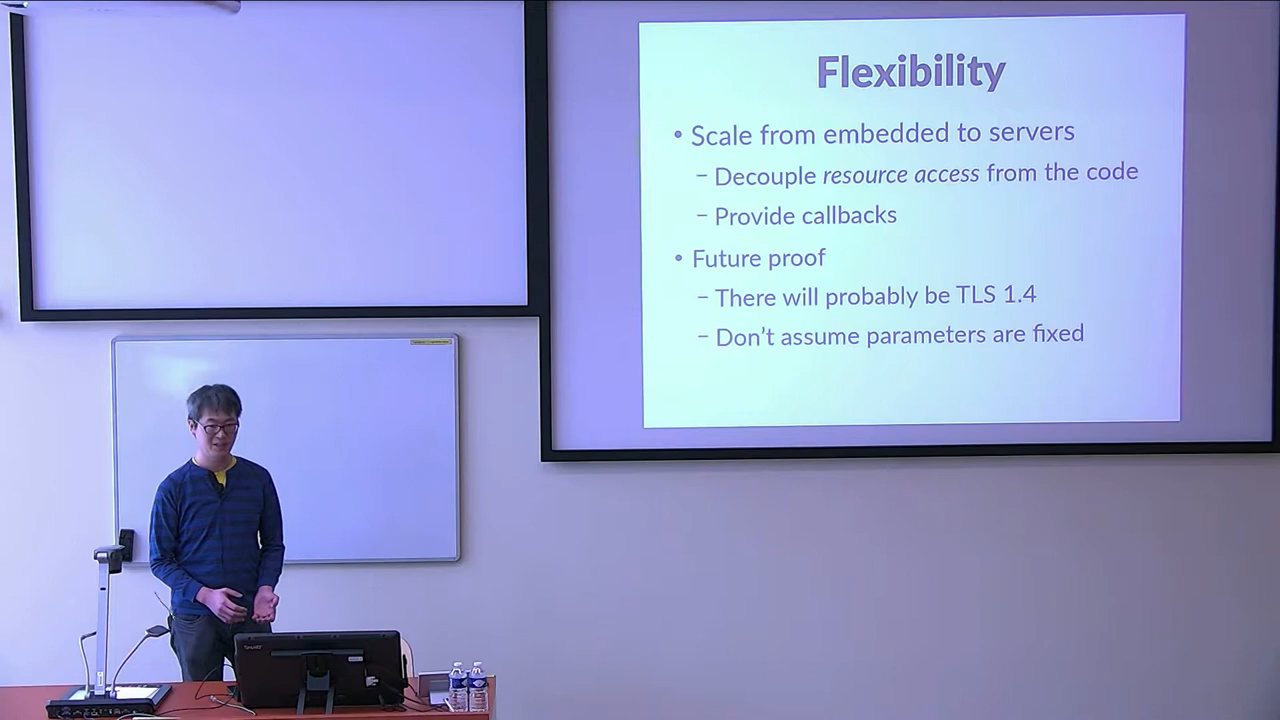 Flexibility
• Scale from embedded to servers
– Decouple resource access from the code
– Provide callbacks
• Future proof
– There will probably be TLS 1.4
– Don't assume parameters are fixed